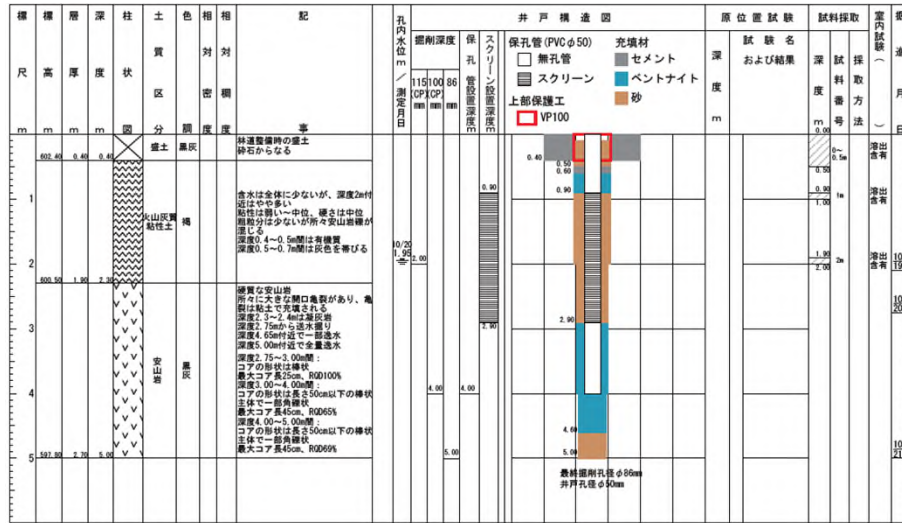 標尺 m
標高 m
層厚 m
深度 m
柱状図
土質区分
色調
相対密度
相対稠度
記事
孔内水位m/測定月日
井戸構造図
掘削深度
115 (CP) mm
100 (CP) mm
86 mm
保孔管設置深度m
スクリーン設置深度m
保孔管(PVCφ50)
無孔管
スクリーン
上部保護工
VP100
充填材
セメント
ベントナイト
砂
原位置試験
深度 m
試験名
および結果
試料採取
深度 m
試料番号
採取方法
室内試験(
掘進月
602.40 0.40 0.40
盛土
黒灰
林道整備時の盛土
砕石からなる
600.50 1.90 2.30
火山灰質
粘性土
褐
含水は全体に少ないが、深度2m付
近はやや多い
粘性は弱い~中位、硬さは中位
粗粒分は少ないが所々安山岩礫が
混じる
深度0.4~0.5m間は有機質
深度0.5~0.7m間は灰色を帯びる
597.80 2.70 5.00
安山岩
黒灰
硬質な安山岩
所々に大きな開口亀裂があり、亀
裂は粘土で充填される
深度2.3~2.4mは凝灰岩
深度2.75mから送水掘り
深度4.65m付近で一部逸水
深度5.00m付近で全量逸水
深度2.75~3.00m間:
コアの形状は棒状
最大コア長25cm、RQD100%
深度3.00~4.00m間:
コアの形状は長さ50cm以下の棒状
主体で一部角礫状
最大コア長45cm、RQD65%
深度4.00~5.00m間:
コアの形状は長さ50cm以下の棒状
主体で一部角礫状
最大コア長45cm、RQD69%
1
2
3
4
5
10/20
1.95
2.00
4.00
5.00
4.00
0.90
2.90
0.40
0.50
0.60
0.90
2.90
4.60
5.00
最終掘削孔径φ86mm
井戸孔径φ50mm
0.00
0.50
0.90
1.00
1.90
2.00
0~
0.5m
1m
2m
溶出
含有
溶出
含有
溶出
含有
10
19
10
20
10
21